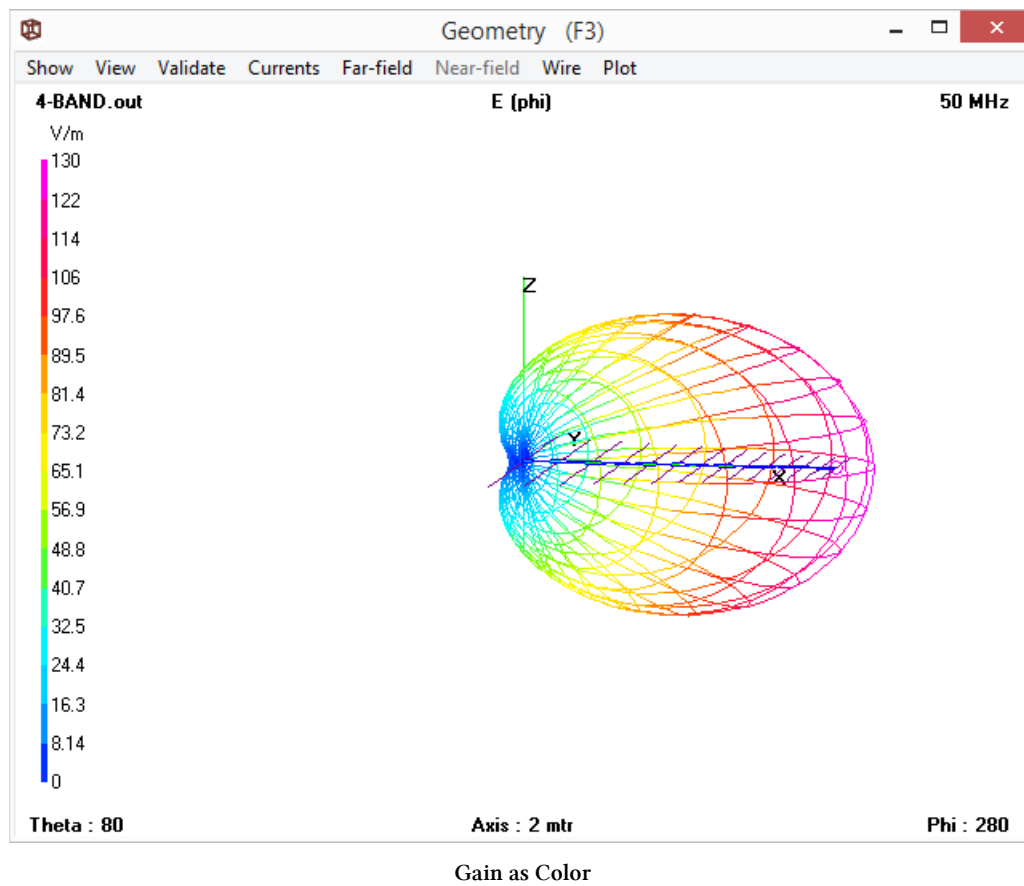 Geometry (F3)
Show View Validate Currents Far-field Near-field Wire Plot
4-BAND.out E (phi) 50 MHz
V/m
130
122
114
106
97.6
89.5
81.4
73.2
65.1
56.9
48.8
40.7
32.5
24.4
16.3
8.14
0
Z
Y
X
Theta : 80 Axis : 2 mtr Phi : 280
Gain as Color